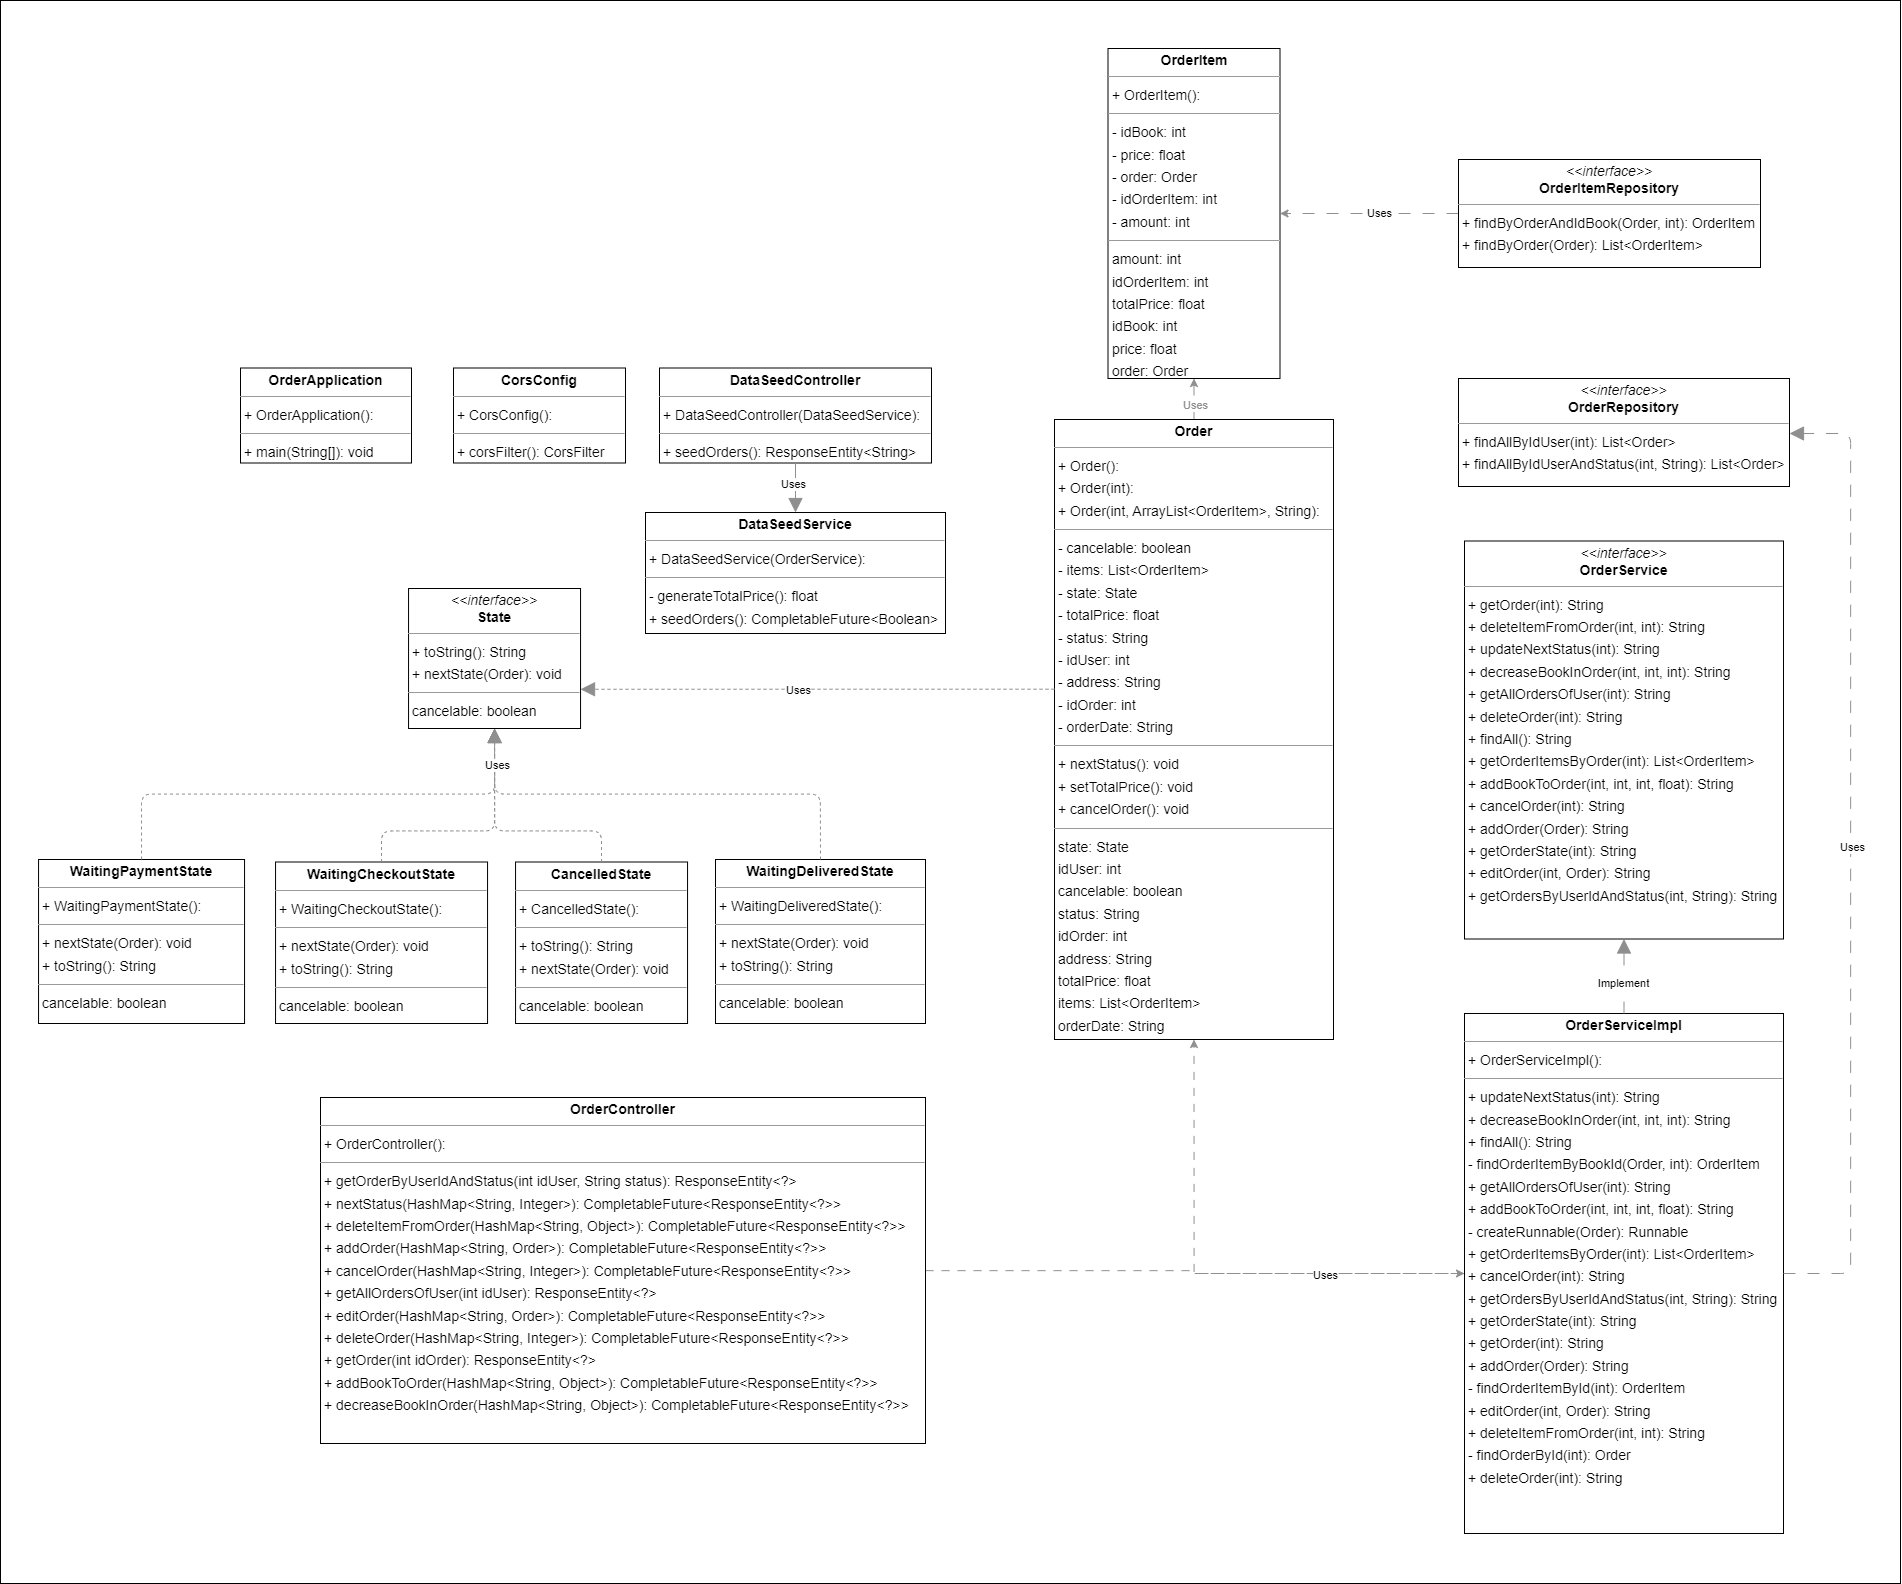 OrderItem
+ OrderItem():
- idBook: int
- price: float
- order: Order
- idOrderItem: int
- amount: int
amount: int
idOrderItem: int
totalPrice: float
idBook: int
price: float
order: Order
<<interface>>
OrderItemRepository
+ findByOrderAndIdBook(Order, int): OrderItem
+ findByOrder(Order): List<OrderItem>
Uses
OrderApplication
+ OrderApplication():
+ main(String[]): void
CorsConfig
+ CorsConfig():
+ corsFilter(): CorsFilter
DataSeedController
+ DataSeedController(DataSeedService):
+ seedOrders(): ResponseEntity<String>
Uses
DataSeedService
+ DataSeedService(OrderService):
- generateTotalPrice(): float
+ seedOrders(): CompletableFuture<Boolean>
Uses
Order
+ Order():
+ Order(int):
+ Order(int, ArrayList<OrderItem>, String):
- cancelable: boolean
- items: List<OrderItem>
- state: State
- totalPrice: float
- status: String
- idUser: int
- address: String
- idOrder: int
- orderDate: String
+ nextStatus(): void
+ setTotalPrice(): void
+ cancelOrder(): void
state: State
idUser: int
cancelable: boolean
status: String
idOrder: int
address: String
totalPrice: float
items: List<OrderItem>
orderDate: String
<<interface>>
OrderRepository
+ findAllByIdUser(int): List<Order>
+ findAllByIdUserAndStatus(int, String): List<Order>
<<interface>>
OrderService
+ getOrder(int): String
+ deleteItemFromOrder(int, int): String
+ updateNextStatus(int): String
+ decreaseBookInOrder(int, int, int): String
+ getAllOrdersOfUser(int): String
+ deleteOrder(int): String
+ findAll(): String
+ getOrderItemsByOrder(int): List<OrderItem>
+ addBookToOrder(int, int, int, float): String
+ cancelOrder(int): String
+ addOrder(Order): String
+ getOrderState(int): String
+ editOrder(int, Order): String
+ getOrdersByUserIdAndStatus(int, String): String
Uses
<<interface>>
State
+ toString(): String
+ nextState(Order): void
cancelable: boolean
Uses
Uses
WaitingPaymentState
+ WaitingPaymentState():
+ nextState(Order): void
+ toString(): String
cancelable: boolean
WaitingCheckoutState
+ WaitingCheckoutState():
+ nextState(Order): void
+ toString(): String
cancelable: boolean
CancelledState
+ CancelledState():
+ toString(): String
+ nextState(Order): void
cancelable: boolean
WaitingDeliveredState
+ WaitingDeliveredState():
+ nextState(Order): void
+ toString(): String
cancelable: boolean
Implement
OrderServiceImpl
+ OrderServiceImpl():
+ updateNextStatus(int): String
+ decreaseBookInOrder(int, int, int): String
+ findAll(): String
- findOrderItemByBookId(Order, int): OrderItem
+ getAllOrdersOfUser(int): String
+ addBookToOrder(int, int, int, float): String
- createRunnable(Order): Runnable
+ getOrderItemsByOrder(int): List<OrderItem>
+ cancelOrder(int): String
+ getOrdersByUserIdAndStatus(int, String): String
+ getOrderState(int): String
+ getOrder(int): String
+ addOrder(Order): String
- findOrderItemById(int): OrderItem
+ editOrder(int, Order): String
+ deleteItemFromOrder(int, int): String
- findOrderById(int): Order
+ deleteOrder(int): String
OrderController
+ OrderController():
+ getOrderByUserIdAndStatus(int idUser, String status): ResponseEntity<?>
+ nextStatus(HashMap<String, Integer>): CompletableFuture<ResponseEntity<?>>
+ deleteItemFromOrder(HashMap<String, Object>): CompletableFuture<ResponseEntity<?>>
+ addOrder(HashMap<String, Order>): CompletableFuture<ResponseEntity<?>>
+ cancelOrder(HashMap<String, Integer>): CompletableFuture<ResponseEntity<?>>
+ getAllOrdersOfUser(int idUser): ResponseEntity<?>
+ editOrder(HashMap<String, Order>): CompletableFuture<ResponseEntity<?>>
+ deleteOrder(HashMap<String, Integer>): CompletableFuture<ResponseEntity<?>>
+ getOrder(int idOrder): ResponseEntity<?>
+ addBookToOrder(HashMap<String, Object>): CompletableFuture<ResponseEntity<?>>
+ decreaseBookInOrder(HashMap<String, Object>): CompletableFuture<ResponseEntity<?>>
Uses